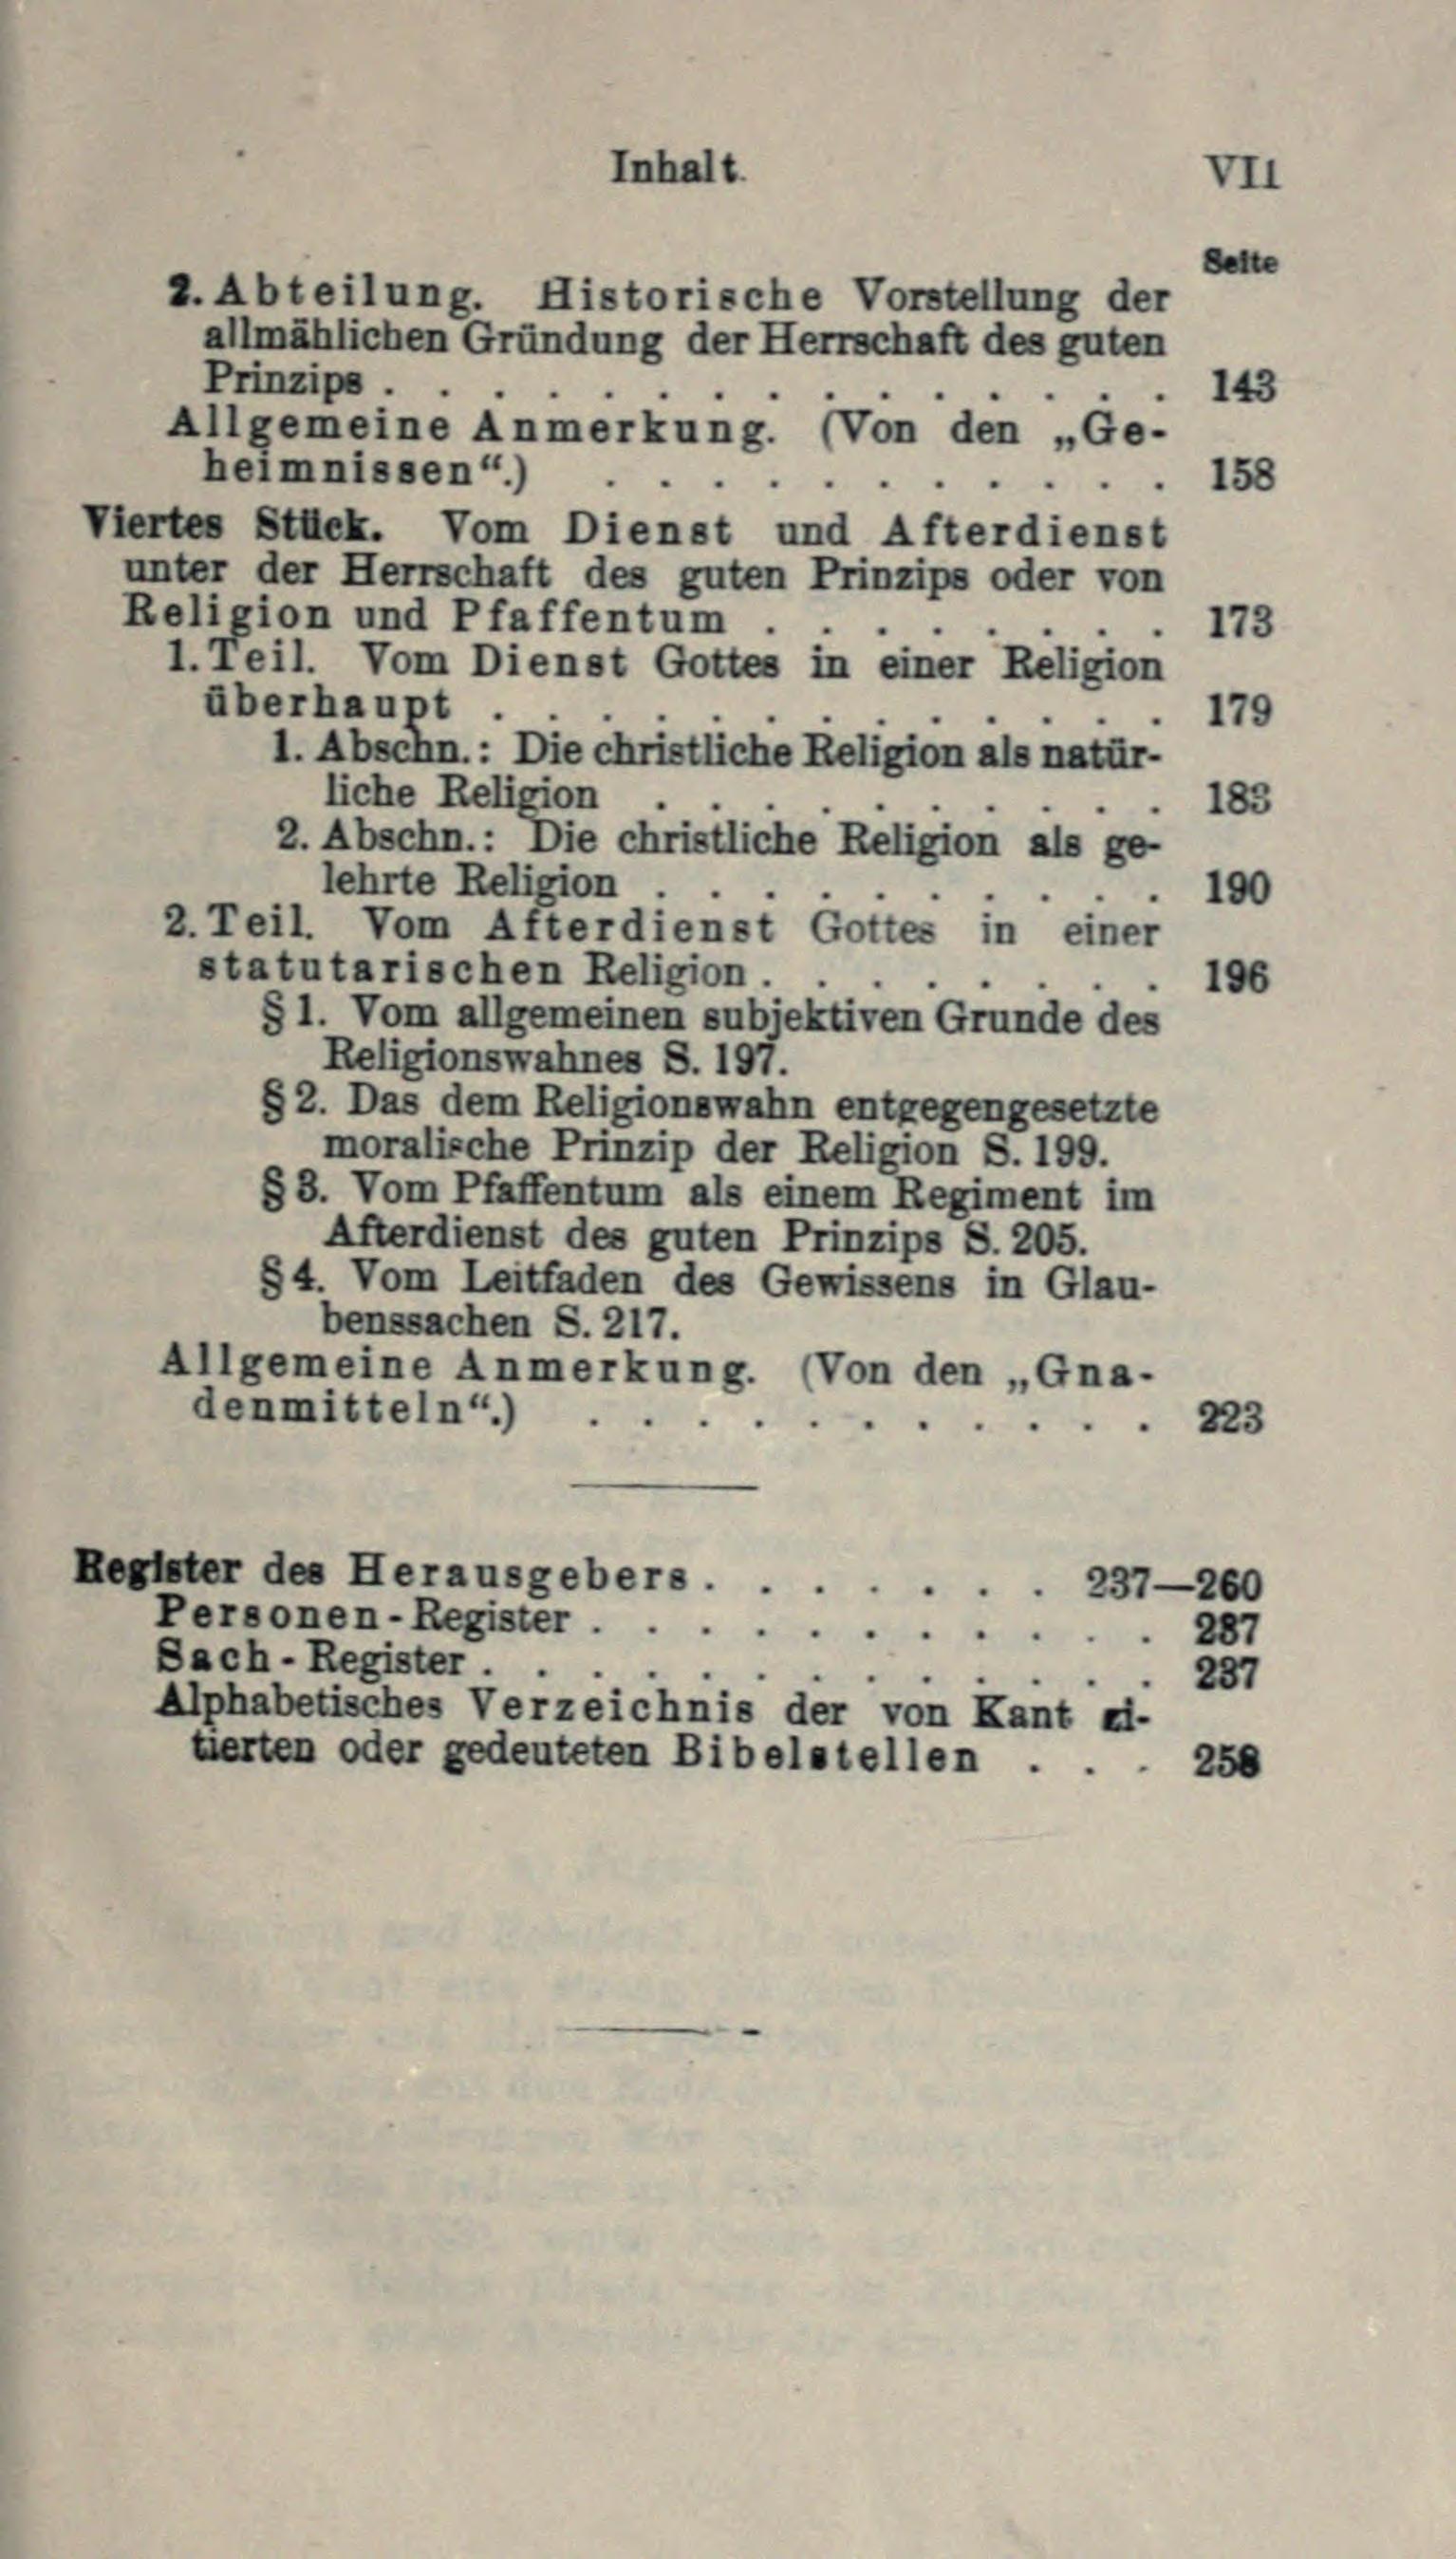 Inhalt. VII
Seite
2. Abteilung. Historische Vorstellung der
allmählichen Gründung der Herrschaft des guten
Prinzips . . . . . . . . . . . . . . . 143
Allgemeine Anmerkung. (Von den „Ge-
heimnissen“.) . . . . . . . . . . . 158
Viertes Stück. Vom Dienst und Afterdienst
unter der Herrschaft des guten Prinzips oder von
Religion und Pfaffentum . . . . . . . . 173
1. Teil. Vom Dienst Gottes in einer Religion
überhaupt . . . . . . . . . . . . . 179
1. Abschn.: Die christliche Religion als natür-
liche Religion . . . . . . . . . . 183
2. Abschn.: Die christliche Religion als ge-
lehrte Religion . . . . . . . . . . 190
2. Teil. Vom Afterdienst Gottes in einer
statutarischen Religion . . . . . . . . 196
§ 1. Vom allgemeinen subjektiven Grunde des
Religionswahnes S. 197.
§ 2. Das dem Religionswahn entgegengesetzte
moralische Prinzip der Religion S. 199.
§ 3. Vom Pfaffentum als einem Regiment im
Afterdienst des guten Prinzips S. 205.
§ 4. Vom Leitfaden des Gewissens in Glau-
benssachen S. 217.
Allgemeine Anmerkung. (Von den „Gna-
denmitteln“.) . . . . . . . . . . . 223
Register des Herausgebers . . . . . . . 237—260
Personen-Register . . . . . . . . . . . 237
Sach-Register . . . . . . . . . . . . . 237
Alphabetisches Verzeichnis der von Kant zi-
tierten oder gedeuteten Bibelstellen . . . 258